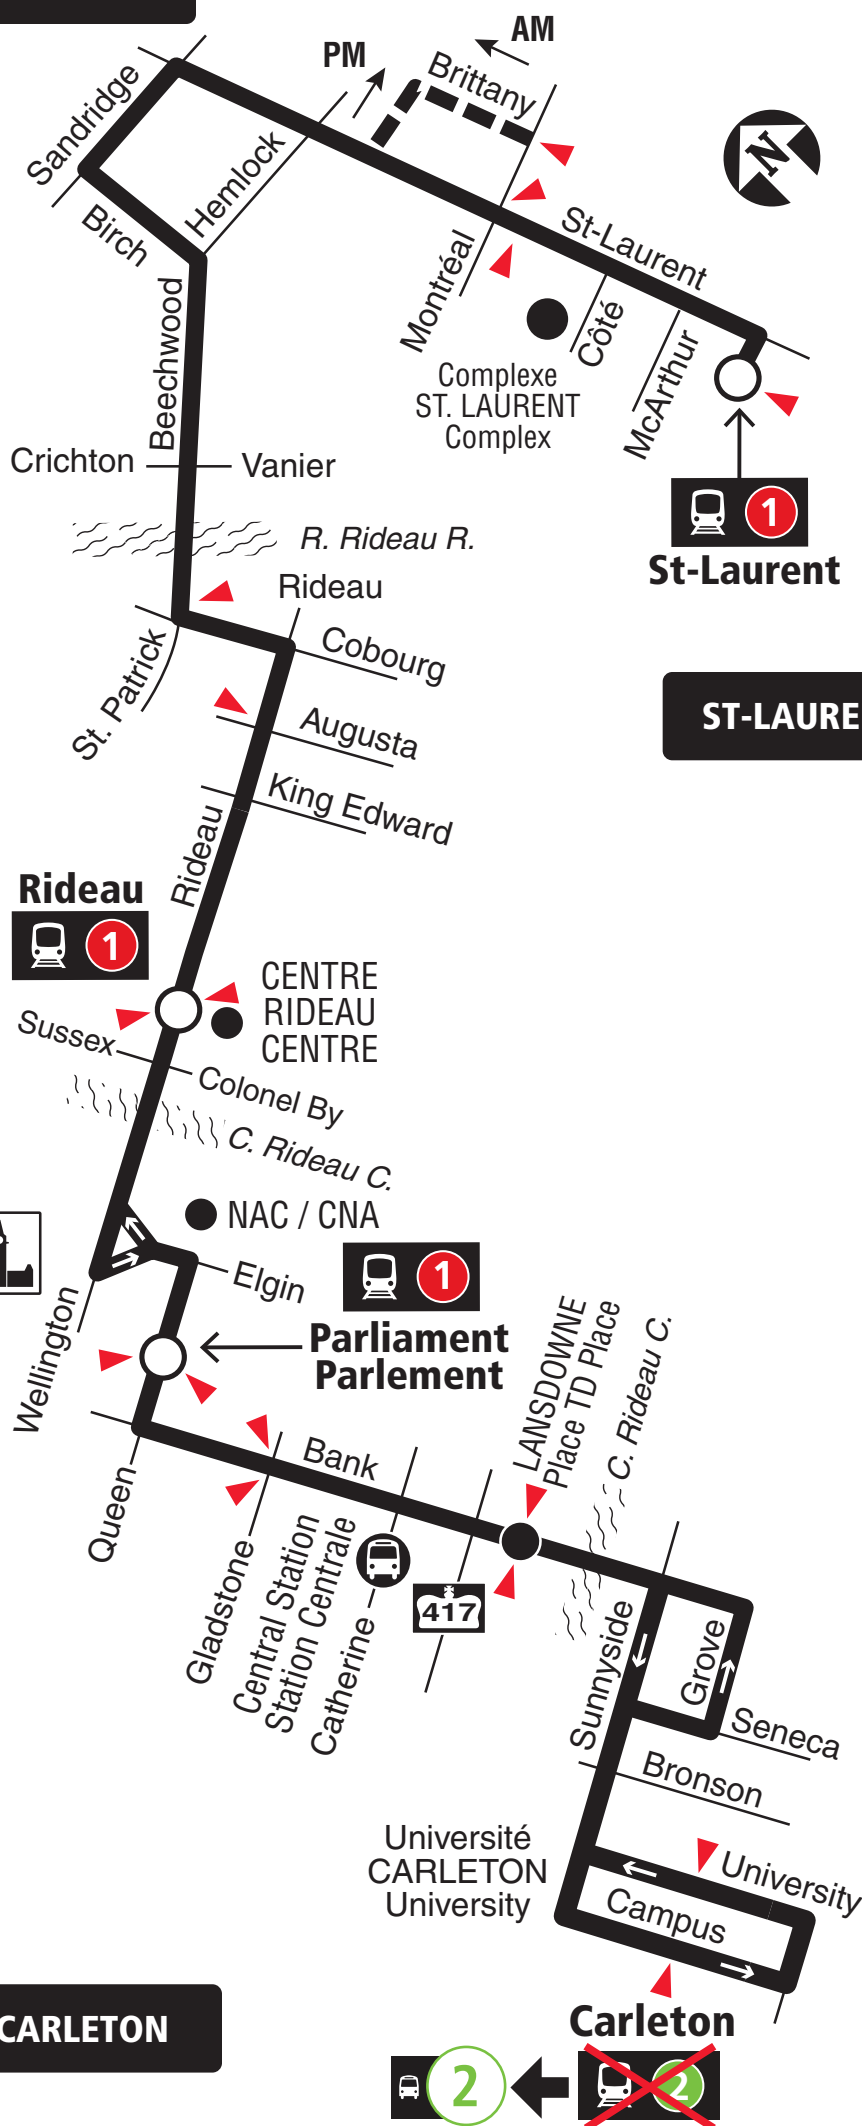 AM
PM
Brittany
Sandridge
Hemlock
N
Birch
St-Laurent
Montréal
Côté
Beechwood
McArthur
Complexe
ST. LAURENT
Complex
Crichton
Vanier
1
R. Rideau R.
St-Laurent
Rideau
Cobourg
St. Patrick
ST-LAURE
Augusta
King Edward
Rideau
Rideau
1
CENTRE
RIDEAU
CENTRE
Sussex
Colonel By
C. Rideau C.
NAC / CNA
Elgin
1
Wellington
Parliament
Parlement
LANSDOWNE
Place TD Place
C. Rideau C.
Bank
Queen
Gladstone
Central Station
Station Centrale
Catherine
417
Sunnyside
Grove
Seneca
Bronson
Université
CARLETON
University
University
Campus
CARLETON
Carleton
2
2